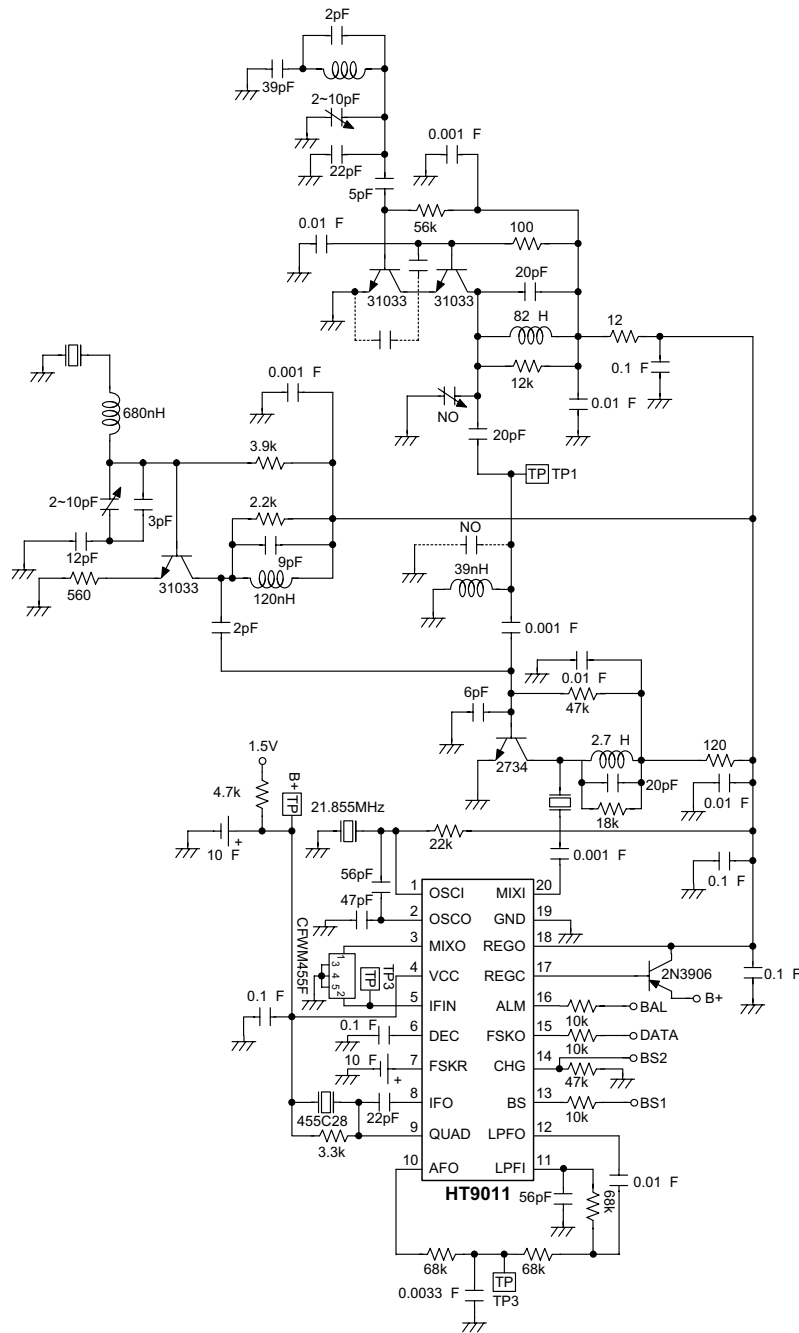 2pF
39pF
2~10pF
0.001 F
22pF
5pF
56k
0.01 F
100
20pF
31033
31033
82 H
12
0.1 F
12k
0.001 F
680nH
NO
0.01 F
20pF
3.9k
TP TP1
2.2k
2~10pF
3pF
NO
12pF
9pF
39nH
560
31033
120nH
2pF
0.001 F
0.01 F
6pF
47k
1.5V
2.7 H
120
B+
2734
4.7k
TP
20pF
21.855MHz
0.01 F
18k
10 F
+
22k
0.001 F
56pF
0.1 F
1 OSCI MIXI 20
47pF
2 OSCO GND 19
CFWM455F
3 MIXO REGO 18
1
3 4 5
2
TP3
TP
4 VCC REGC 17
2N3906
0.1 F
B+
0.1 F
5 IFIN ALM 16
BAL
10k
0.1 F
6 DEC FSKO 15
DATA
10k
10 F
+
7 FSKR CHG 14
BS2
47k
8 IFO BS 13
BS1
10k
455C28
22pF
9 QUAD LPFO 12
3.3k
10 AFO LPFI 11
0.01 F
HT9011
56pF
68k
68k
68k
TP
0.0033 F
TP3